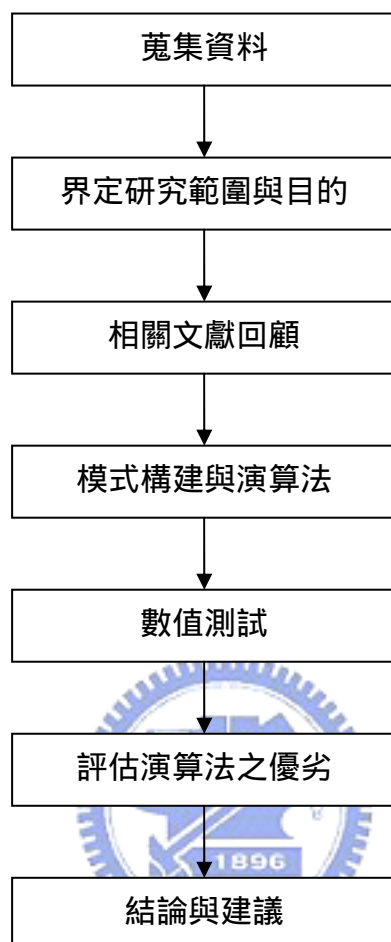 蒐集資料
界定研究範圍與目的
相關文獻回顧
模式構建與演算法
數值測試
評估演算法之優劣
1896
結論與建議